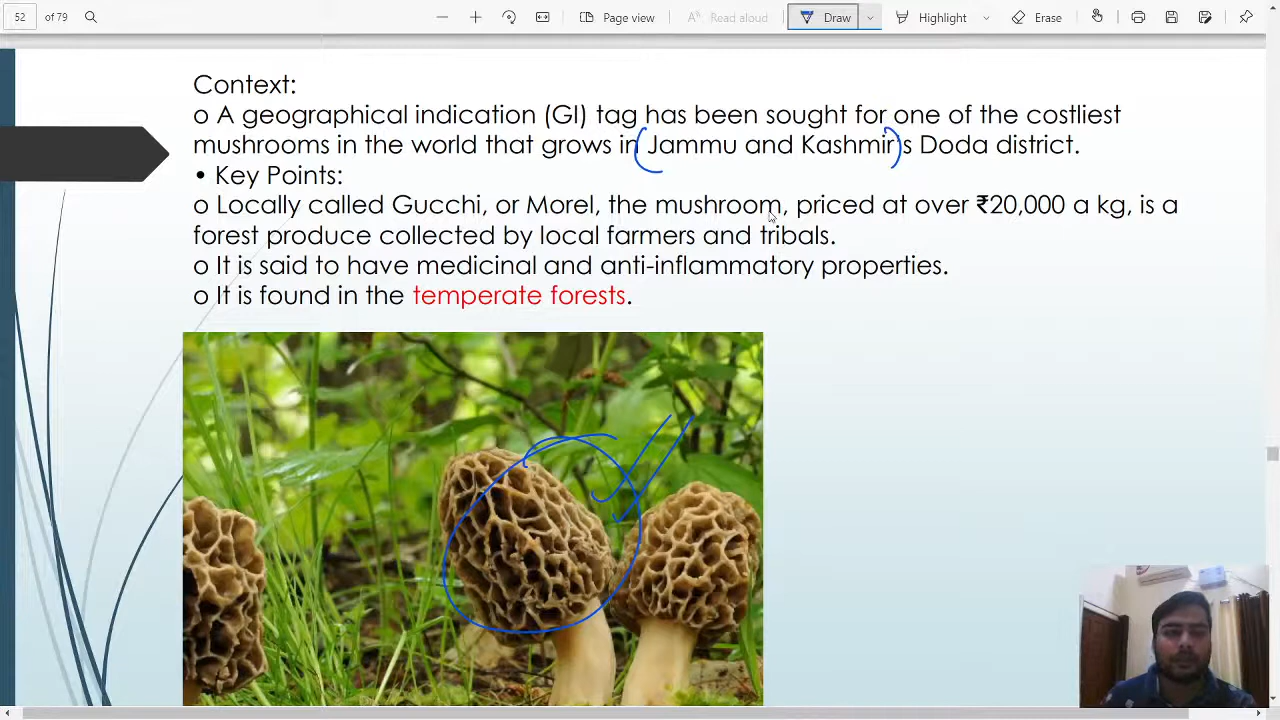 52 of 79 Page view Read aloud Draw Highlight Erase
Context:
o A geographical indication (GI) tag has been sought for one of the costliest
mushrooms in the world that grows in Jammu and Kashmir's Doda district.
• Key Points:
o Locally called Gucchi, or Morel, the mushroom, priced at over ₹20,000 a kg, is a
forest produce collected by local farmers and tribals.
o It is said to have medicinal and anti-inflammatory properties.
o It is found in the temperate forests.